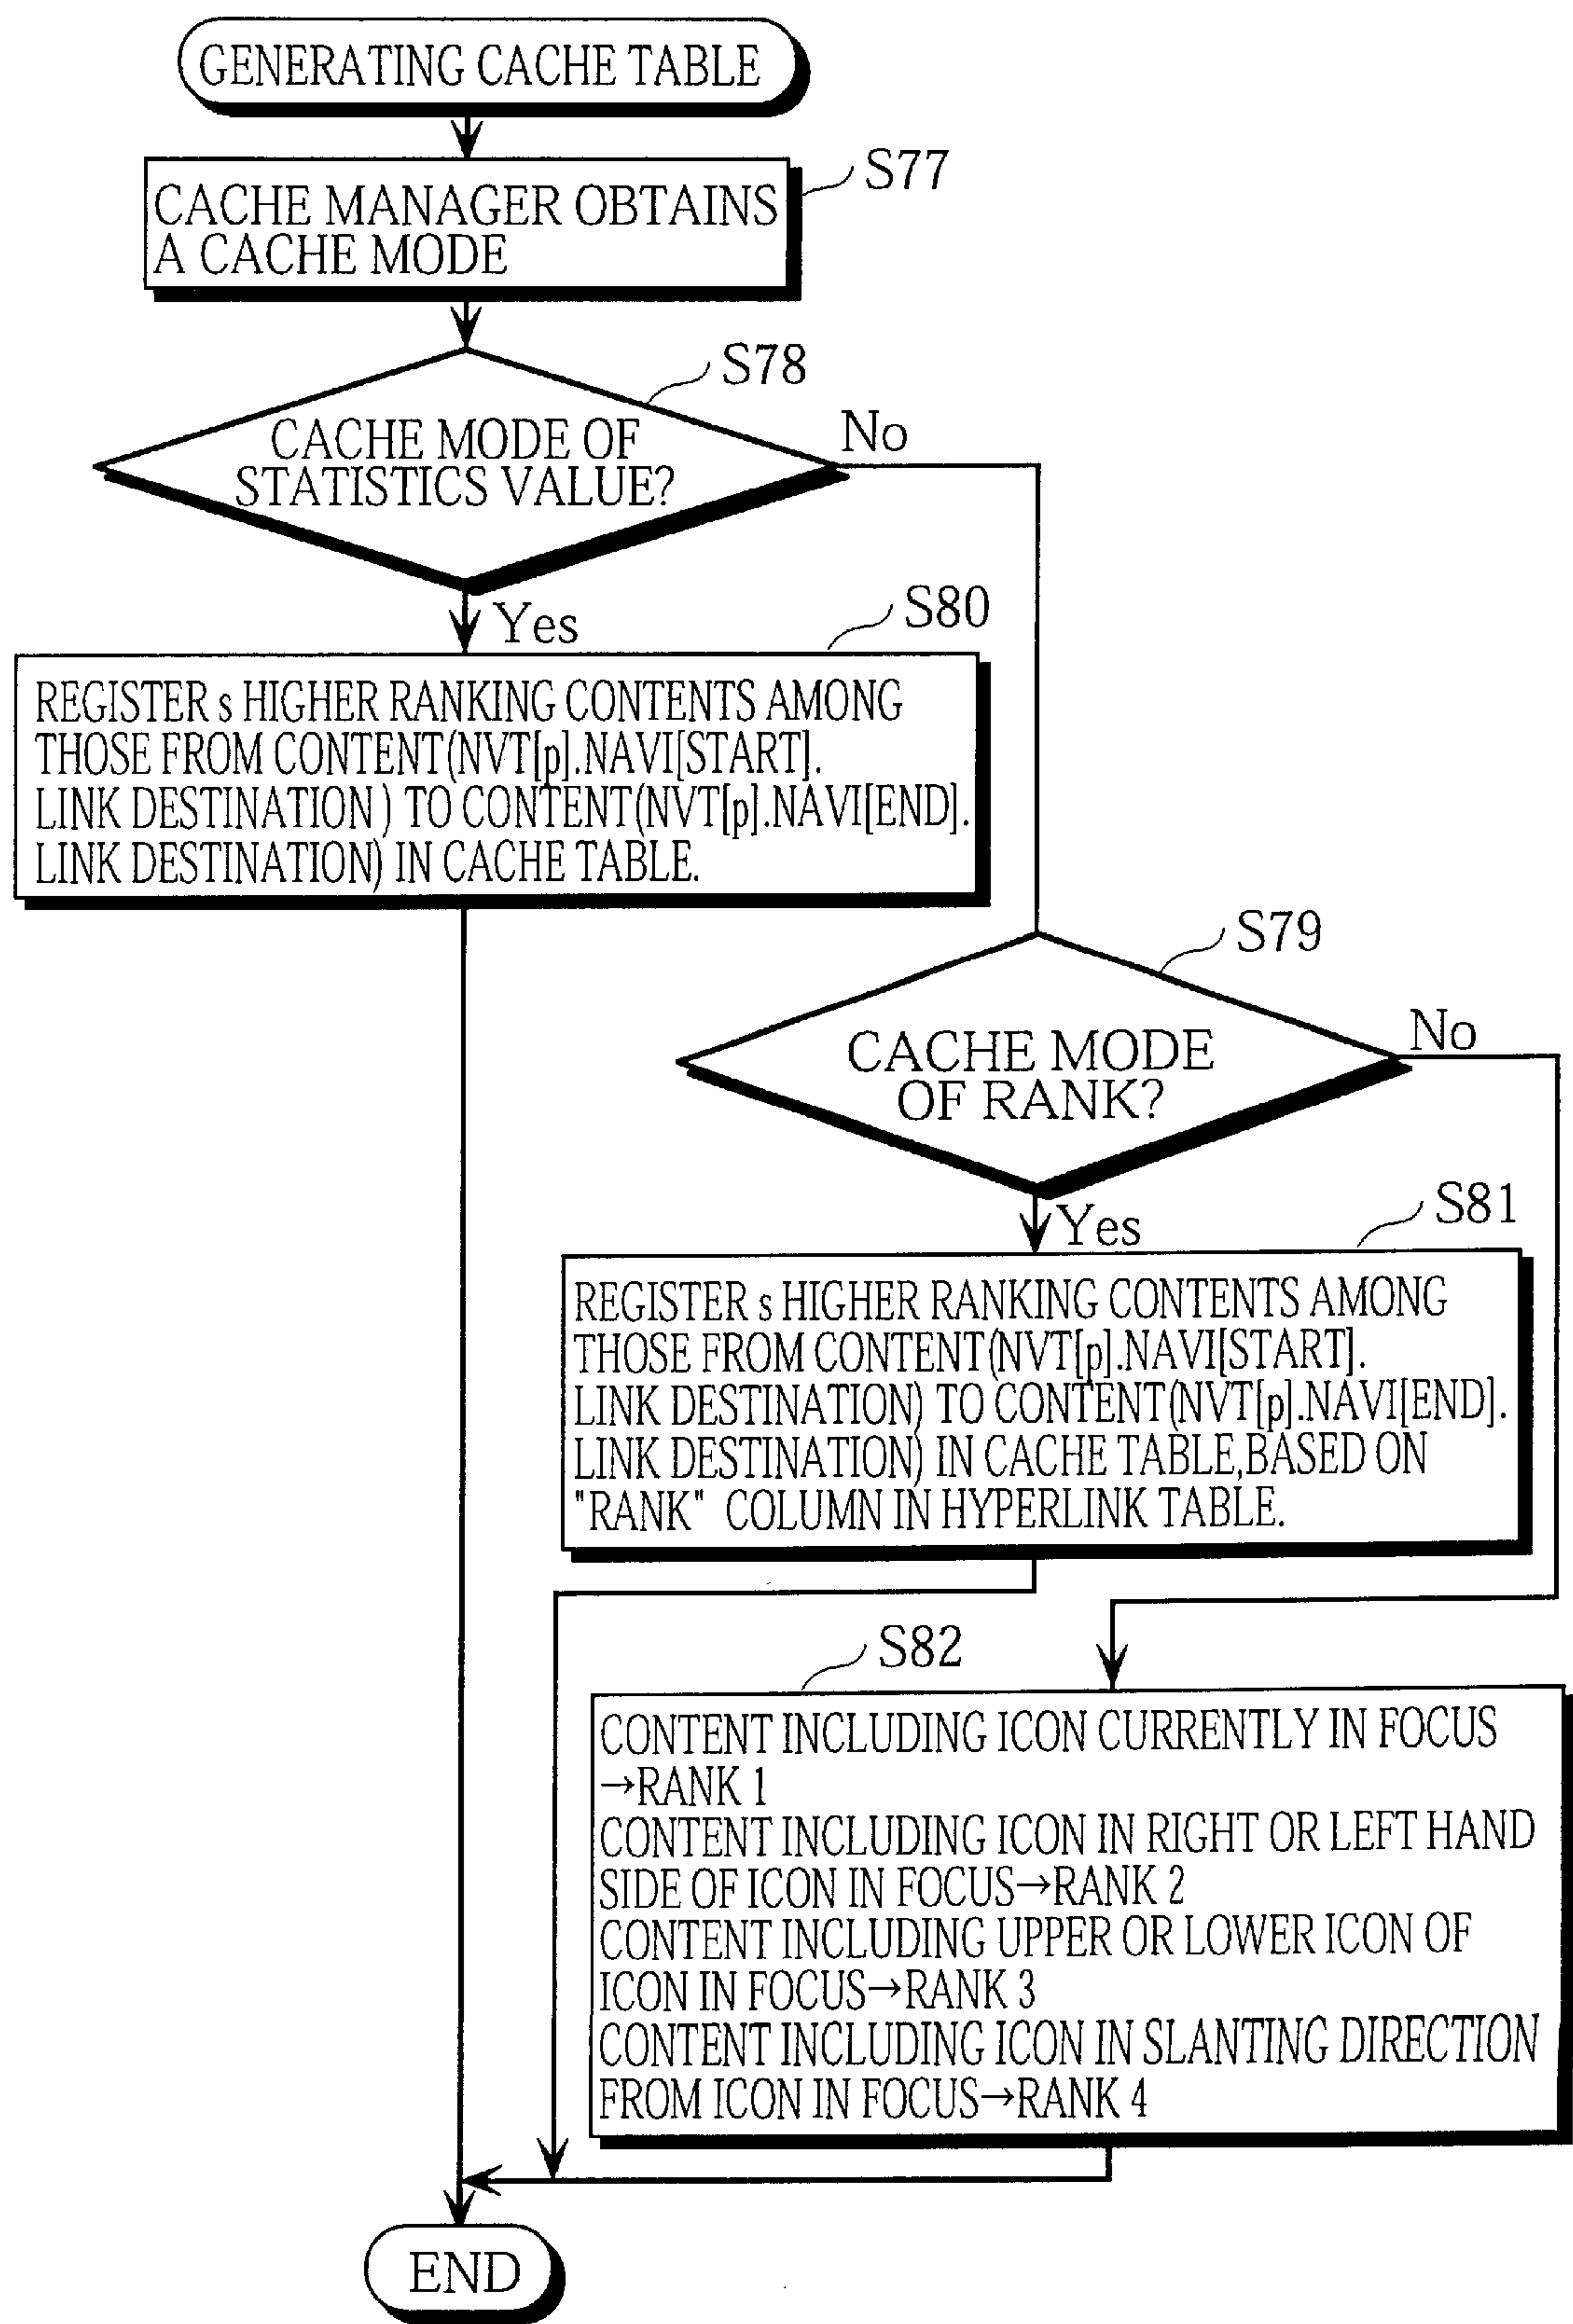 GENERATING CACHE TABLE
S77
CACHE MANAGER OBTAINS
A CACHE MODE
S78
CACHE MODE OF
STATISTICS VALUE?
No
Yes
S80
REGISTER s HIGHER RANKING CONTENTS AMONG
THOSE FROM CONTENT(NVT[p].NAVI[START].
LINK DESTINATION ) TO CONTENT(NVT[p].NAVI[END].
LINK DESTINATION) IN CACHE TABLE.
S79
CACHE MODE
OF RANK?
No
Yes
S81
REGISTER s HIGHER RANKING CONTENTS AMONG
THOSE FROM CONTENT(NVT[p].NAVI[START].
LINK DESTINATION) TO CONTENT(NVT[p].NAVI[END].
LINK DESTINATION) IN CACHE TABLE,BASED ON
"RANK" COLUMN IN HYPERLINK TABLE.
S82
CONTENT INCLUDING ICON CURRENTLY IN FOCUS
→RANK 1
CONTENT INCLUDING ICON IN RIGHT OR LEFT HAND
SIDE OF ICON IN FOCUS→RANK 2
CONTENT INCLUDING UPPER OR LOWER ICON OF
ICON IN FOCUS→RANK 3
CONTENT INCLUDING ICON IN SLANTING DIRECTION
FROM ICON IN FOCUS→RANK 4
END